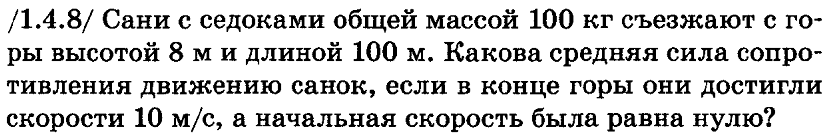 /1.4.8/ Сани с седоками общей массой 100 кг съезжают с го-
ры высотой 8 м и длиной 100 м. Какова средняя сила сопро-
тивления движению санок, если в конце горы они достигли
скорости 10 м/с, а начальная скорость была равна нулю?